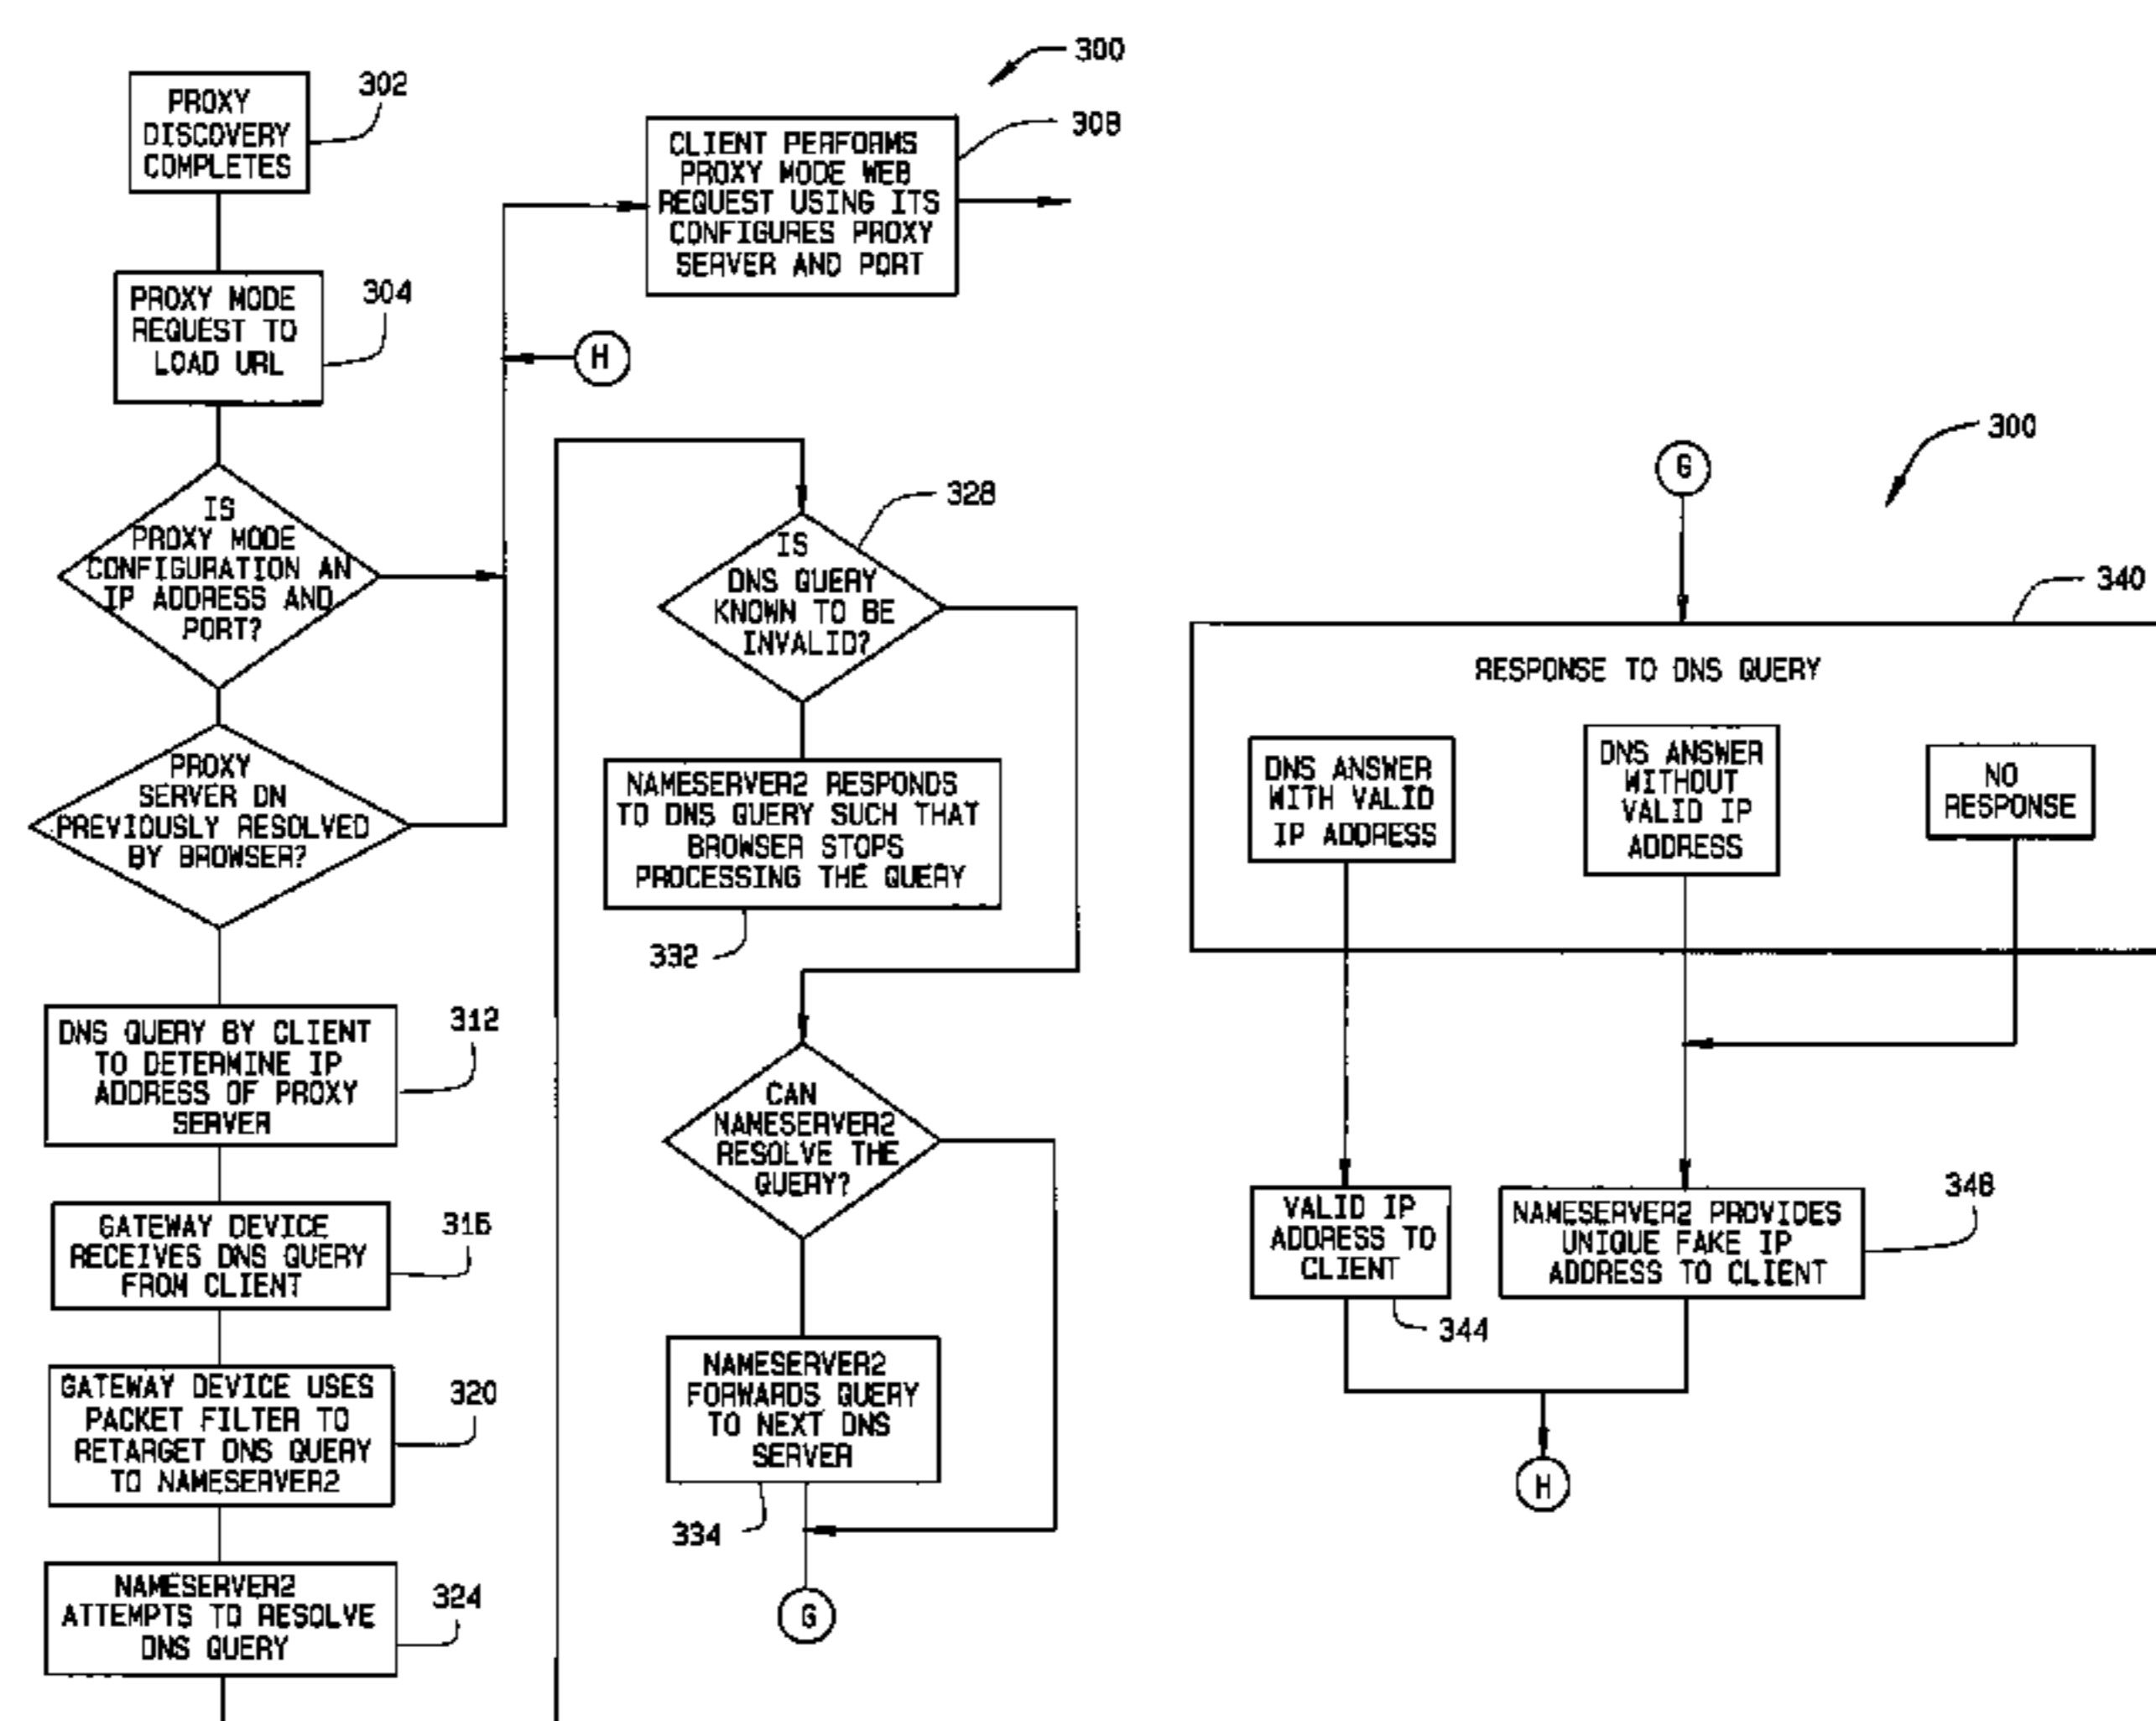 300
PROXY
DISCOVERY
COMPLETES
302
CLIENT PERFORMS
PROXY MODE WEB
REQUEST USING ITS
CONFIGURES PROXY
SERVER AND PORT
308
PROXY MODE
REQUEST TO
LOAD URL
304
H
IS
PROXY MODE
CONFIGURATION AN
IP ADDRESS AND
PORT?
PROXY
SERVER DN
PREVIOUSLY RESOLVED
BY BROWSER?
DNS QUERY BY CLIENT
TO DETERMINE IP
ADDRESS OF PROXY
SERVER
312
GATEWAY DEVICE
RECEIVES DNS QUERY
FROM CLIENT
316
GATEWAY DEVICE USES
PACKET FILTER TO
RETARGET DNS QUERY
TO NAMESERVER2
320
NAMESERVER2
ATTEMPTS TO RESOLVE
DNS QUERY
324
IS
DNS QUERY
KNOWN TO BE
INVALID?
328
NAMESERVER2 RESPONDS
TO DNS QUERY SUCH THAT
BROWSER STOPS
PROCESSING THE QUERY
332
CAN
NAMESERVER2
RESOLVE THE
QUERY?
NAMESERVER2
FORWARDS QUERY
TO NEXT DNS
SERVER
334
G
300
G
340
RESPONSE TO DNS QUERY
DNS ANSWER
WITH VALID
IP ADDRESS
DNS ANSWER
WITHOUT
VALID IP
ADDRESS
NO
RESPONSE
VALID IP
ADDRESS TO
CLIENT
344
NAMESERVER2 PROVIDES
UNIQUE FAKE IP
ADDRESS TO CLIENT
348
H